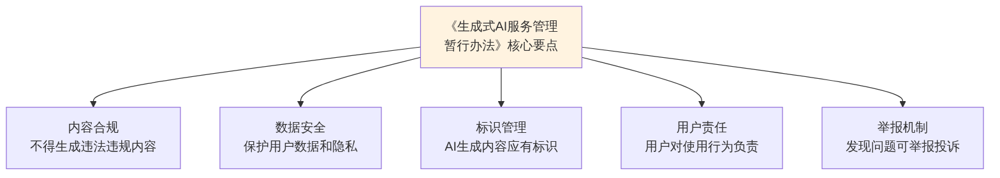 《生成式AI服务管理
暂行办法》核心要点
内容合规
不得生成违法违规内容
数据安全
保护用户数据和隐私
标识管理
AI生成内容应有标识
用户责任
用户对使用行为负责
举报机制
发现问题可举报投诉